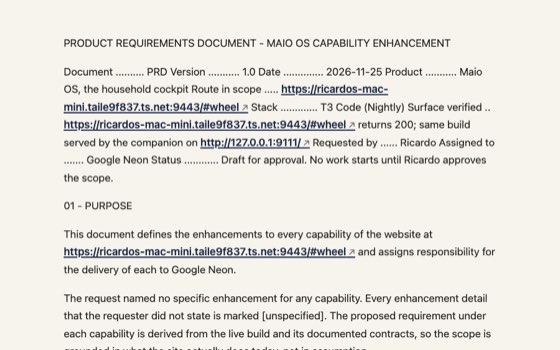 PRODUCT REQUIREMENTS DOCUMENT - MAIO OS CAPABILITY ENHANCEMENT
Document .......... PRD Version ........... 1.0 Date .............. 2026-11-25 Product ........... Maio
OS, the household cockpit Route in scope ..... https://ricardos-mac-
mini.taile9f837.ts.net:9443/#wheel ↗ Stack ............. T3 Code (Nightly) Surface verified ..
https://ricardos-mac-mini.taile9f837.ts.net:9443/#wheel ↗ returns 200; same build
served by the companion on http://127.0.0.1:9111/ ↗ Requested by ...... Ricardo Assigned to
....... Google Neon Status ............ Draft for approval. No work starts until Ricardo approves
the scope.
01 - PURPOSE
This document defines the enhancements to every capability of the website at
https://ricardos-mac-mini.taile9f837.ts.net:9443/#wheel ↗ and assigns responsibility for
the delivery of each to Google Neon.
The request named no specific enhancement for any capability. Every enhancement detail
that the requester did not state is marked [unspecified]. The proposed requirement under
each capability is derived from the live build and its documented contracts, so the scope is